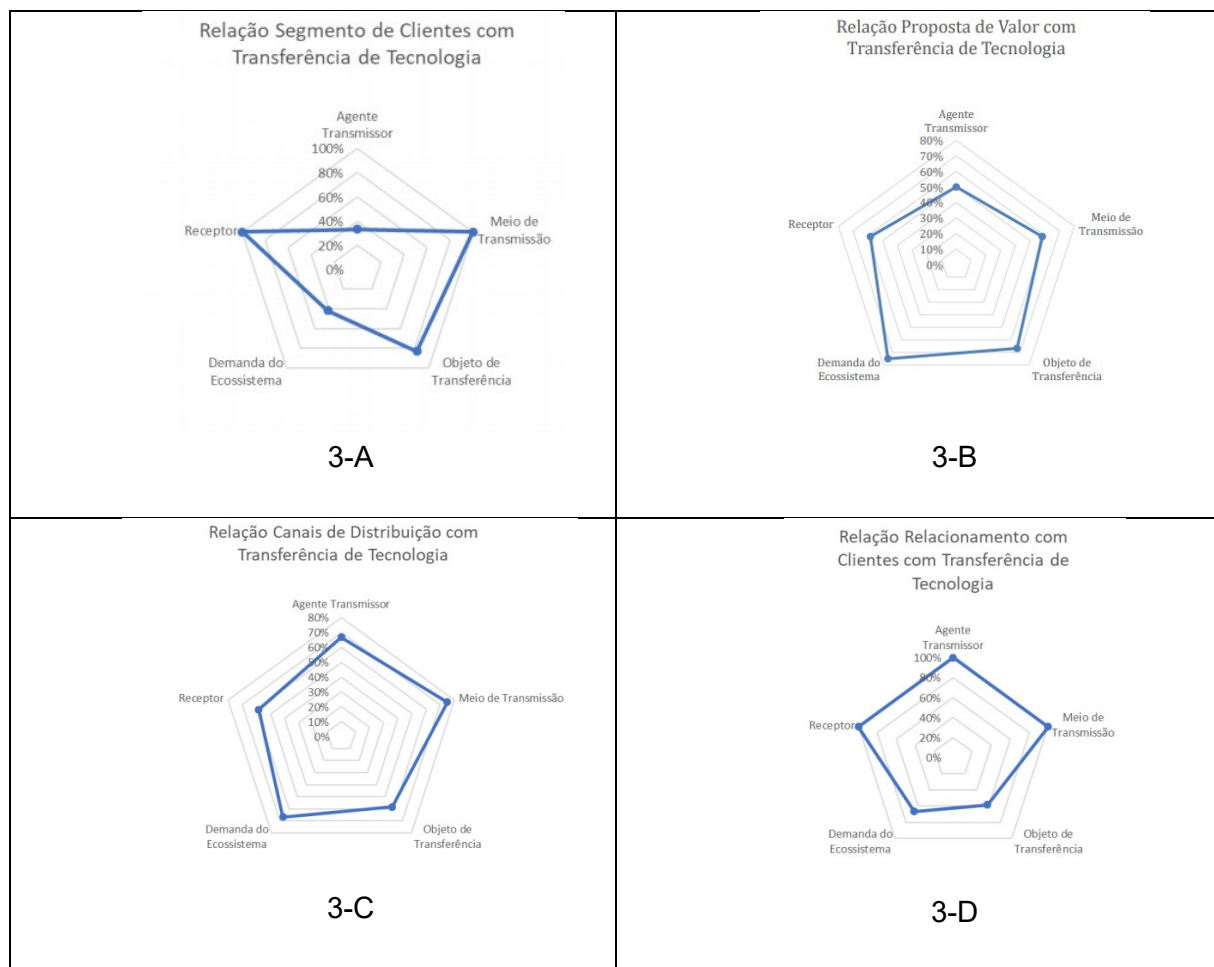 Relação Segmento de Clientes com
Transferência de Tecnologia
Agente
Transmissor
100%
80%
60%
40%
20%
0%
Meio de
Transmissão
Receptor
Demanda do
Ecossistema
Objeto de
Transferência
3-A
Relação Proposta de Valor com
Transferência de Tecnologia
Agente
Transmissor
80%
70%
60%
50%
40%
30%
20%
10%
0%
Meio de
Transmissão
Receptor
Demanda do
Ecossistema
Objeto de
Transferência
3-B
Relação Canais de Distribuição com
Transferência de Tecnologia
Agente Transmissor
80%
70%
60%
50%
40%
30%
20%
10%
0%
Meio de Transmissão
Receptor
Demanda do
Ecossistema
Objeto de
Transferência
3-C
Relação Relacionamento com
Clientes com Transferência de
Tecnologia
Agente
Transmissor
100%
80%
60%
40%
20%
0%
Meio de
Transmissão
Receptor
Demanda do
Ecossistema
Objeto de
Transferência
3-D